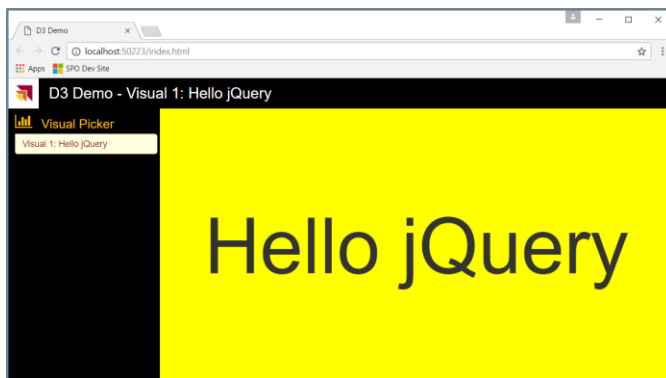 D3 Demo
localhost:50223/index.html
Apps SPO Dev Site
D3 Demo - Visual 1: Hello jQuery
Visual Picker
Visual 1: Hello jQuery
Hello jQuery